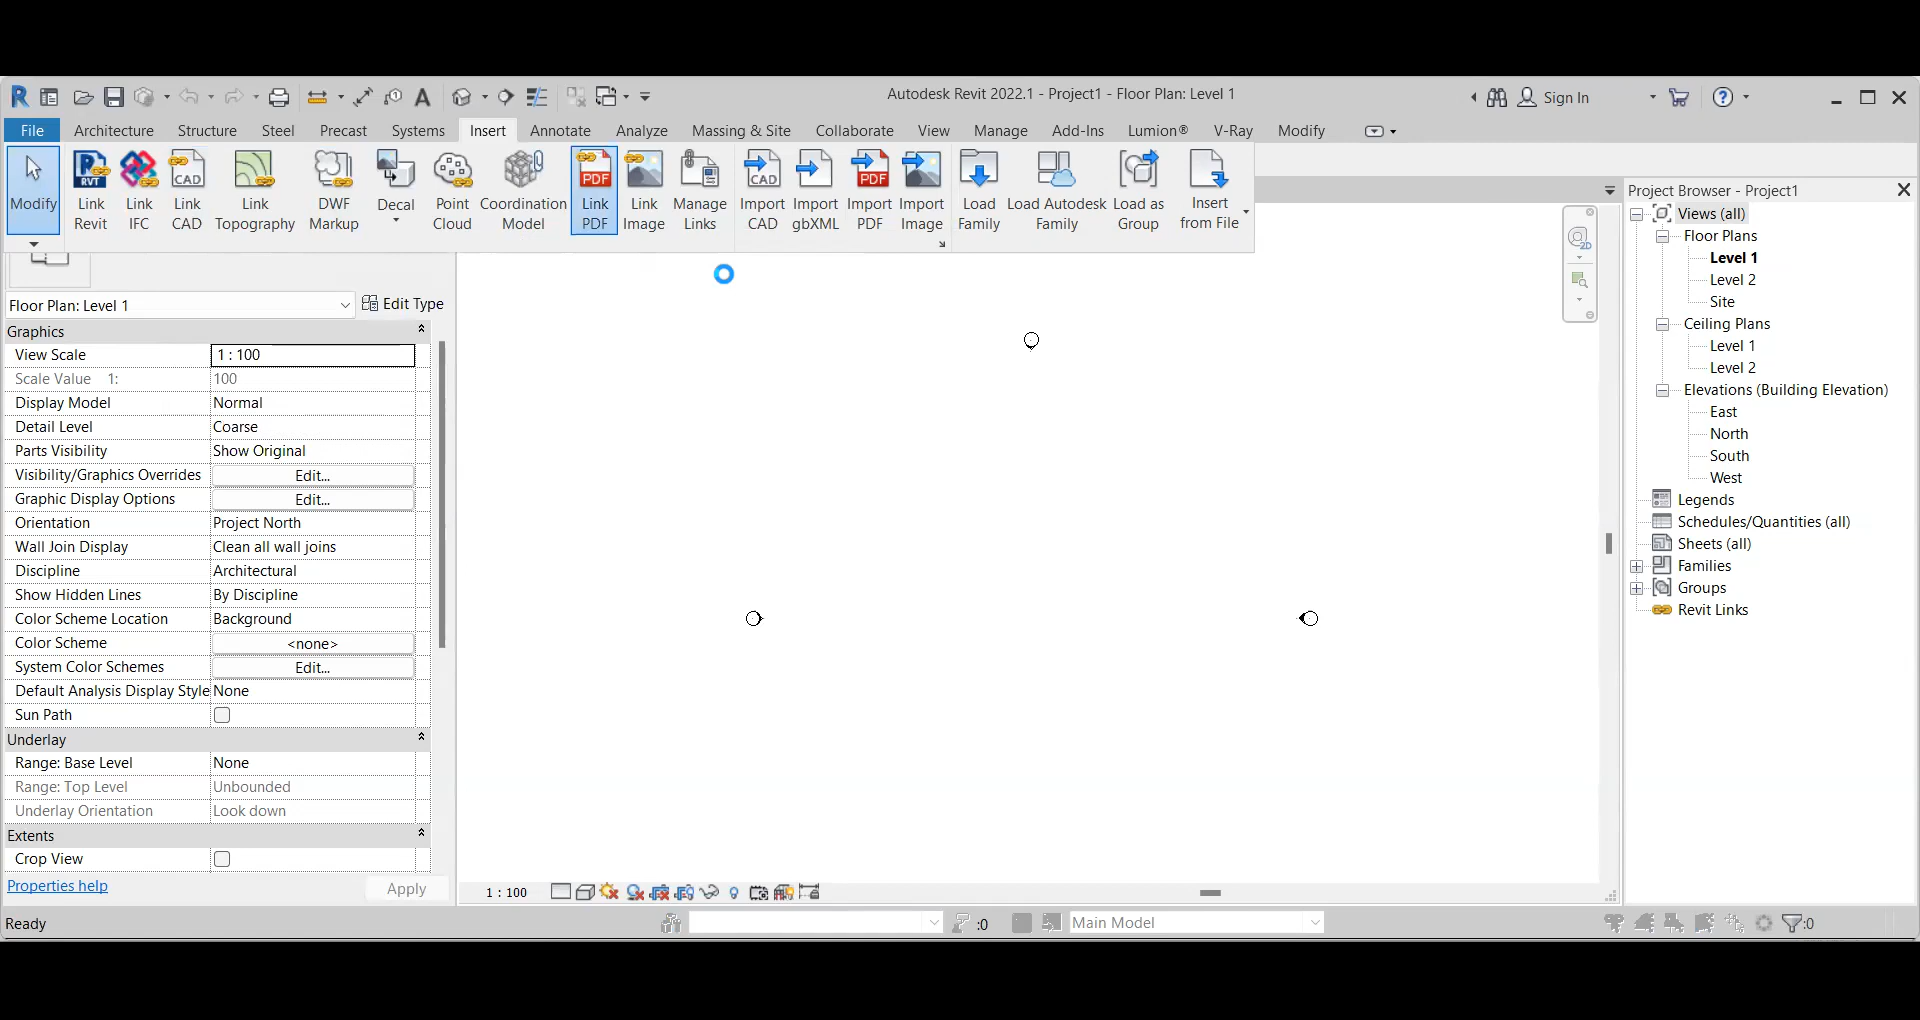 Autodesk Revit 2022.1 - Project1 - Floor Plan: Level 1
Sign In
File Architecture Structure Steel Precast Systems Insert Annotate Analyze Massing & Site Collaborate View Manage Add-Ins Lumion® V-Ray Modify
Modify
Link Revit
Link IFC
Link CAD
Link Topography
DWF Markup
Decal
Point Cloud
Coordination Model
Link PDF
Link Image
Manage Links
Import CAD
Import gbXML
Import PDF
Import Image
Load Family
Load Autodesk Family
Load as Group
Insert from File
Floor Plan: Level 1
Edit Type
Graphics
View Scale 1 : 100
Scale Value 1: 100
Display Model Normal
Detail Level Coarse
Parts Visibility Show Original
Visibility/Graphics Overrides Edit...
Graphic Display Options Edit...
Orientation Project North
Wall Join Display Clean all wall joins
Discipline Architectural
Show Hidden Lines By Discipline
Color Scheme Location Background
Color Scheme <none>
System Color Schemes Edit...
Default Analysis Display Style None
Sun Path
Underlay
Range: Base Level None
Range: Top Level Unbounded
Underlay Orientation Look down
Extents
Crop View
Properties help
Apply
1 : 100
Project Browser - Project1
Views (all)
Floor Plans
Level 1
Level 2
Site
Ceiling Plans
Level 1
Level 2
Elevations (Building Elevation)
East
North
South
West
Legends
Schedules/Quantities (all)
Sheets (all)
Families
Groups
Revit Links
Ready
:0
Main Model
:0